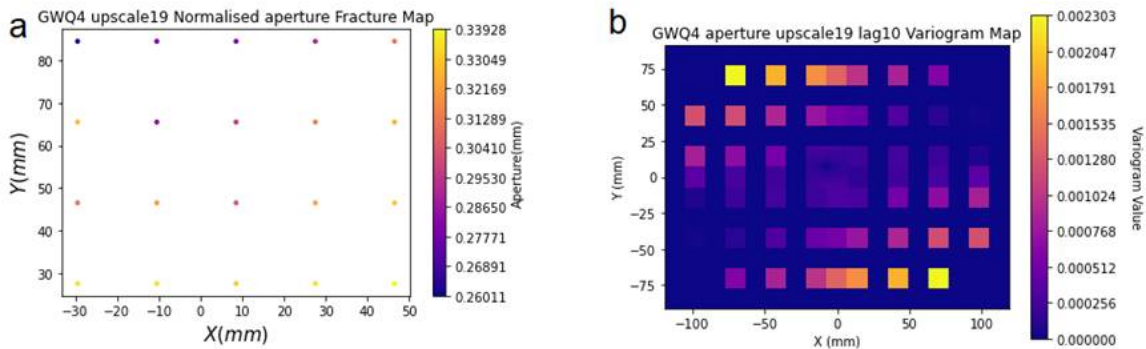 a
GWQ4 upscale19 Normalised aperture Fracture Map
80
70
60
50
40
30
Y(mm)
−30 −20 −10 0 10 20 30 40 50
X(mm)
0.33928
0.33049
0.32169
0.31289
0.30410
0.29530
0.28650
0.27771
0.26891
0.26011
Aperture(mm)
b
GWQ4 aperture upscale19 lag10 Variogram Map
75
50
25
0
−25
−50
−75
Y (mm)
−100 −50 0 50 100
X (mm)
0.002303
0.002047
0.001791
0.001535
0.001280
0.001024
0.000768
0.000512
0.000256
0.000000
Variogram Value